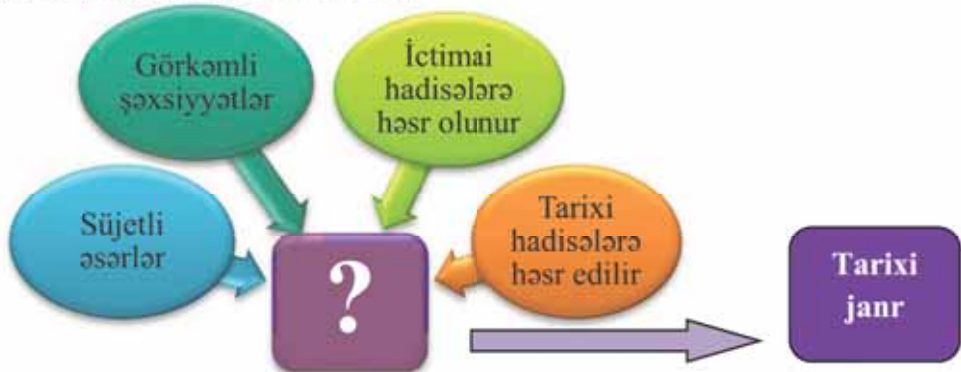 Görkəmli
şəxsiyyətlər
İctimai
hadisələrə
həsr olunur
Süjetli
əsərlər
Tarixi
hadisələrə
həsr edilir
?
Tarixi
janr